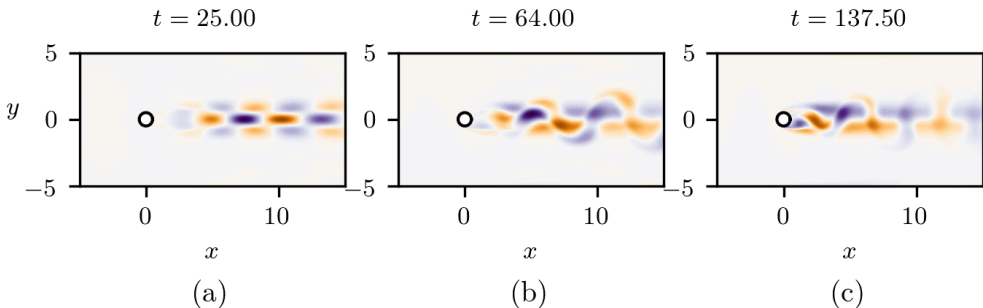 t = 25.00 t = 64.00 t = 137.50
5 5 5
y 0 0 0
−5 −5 −5
0 10 0 10 0 10
x x x
(a) (b) (c)